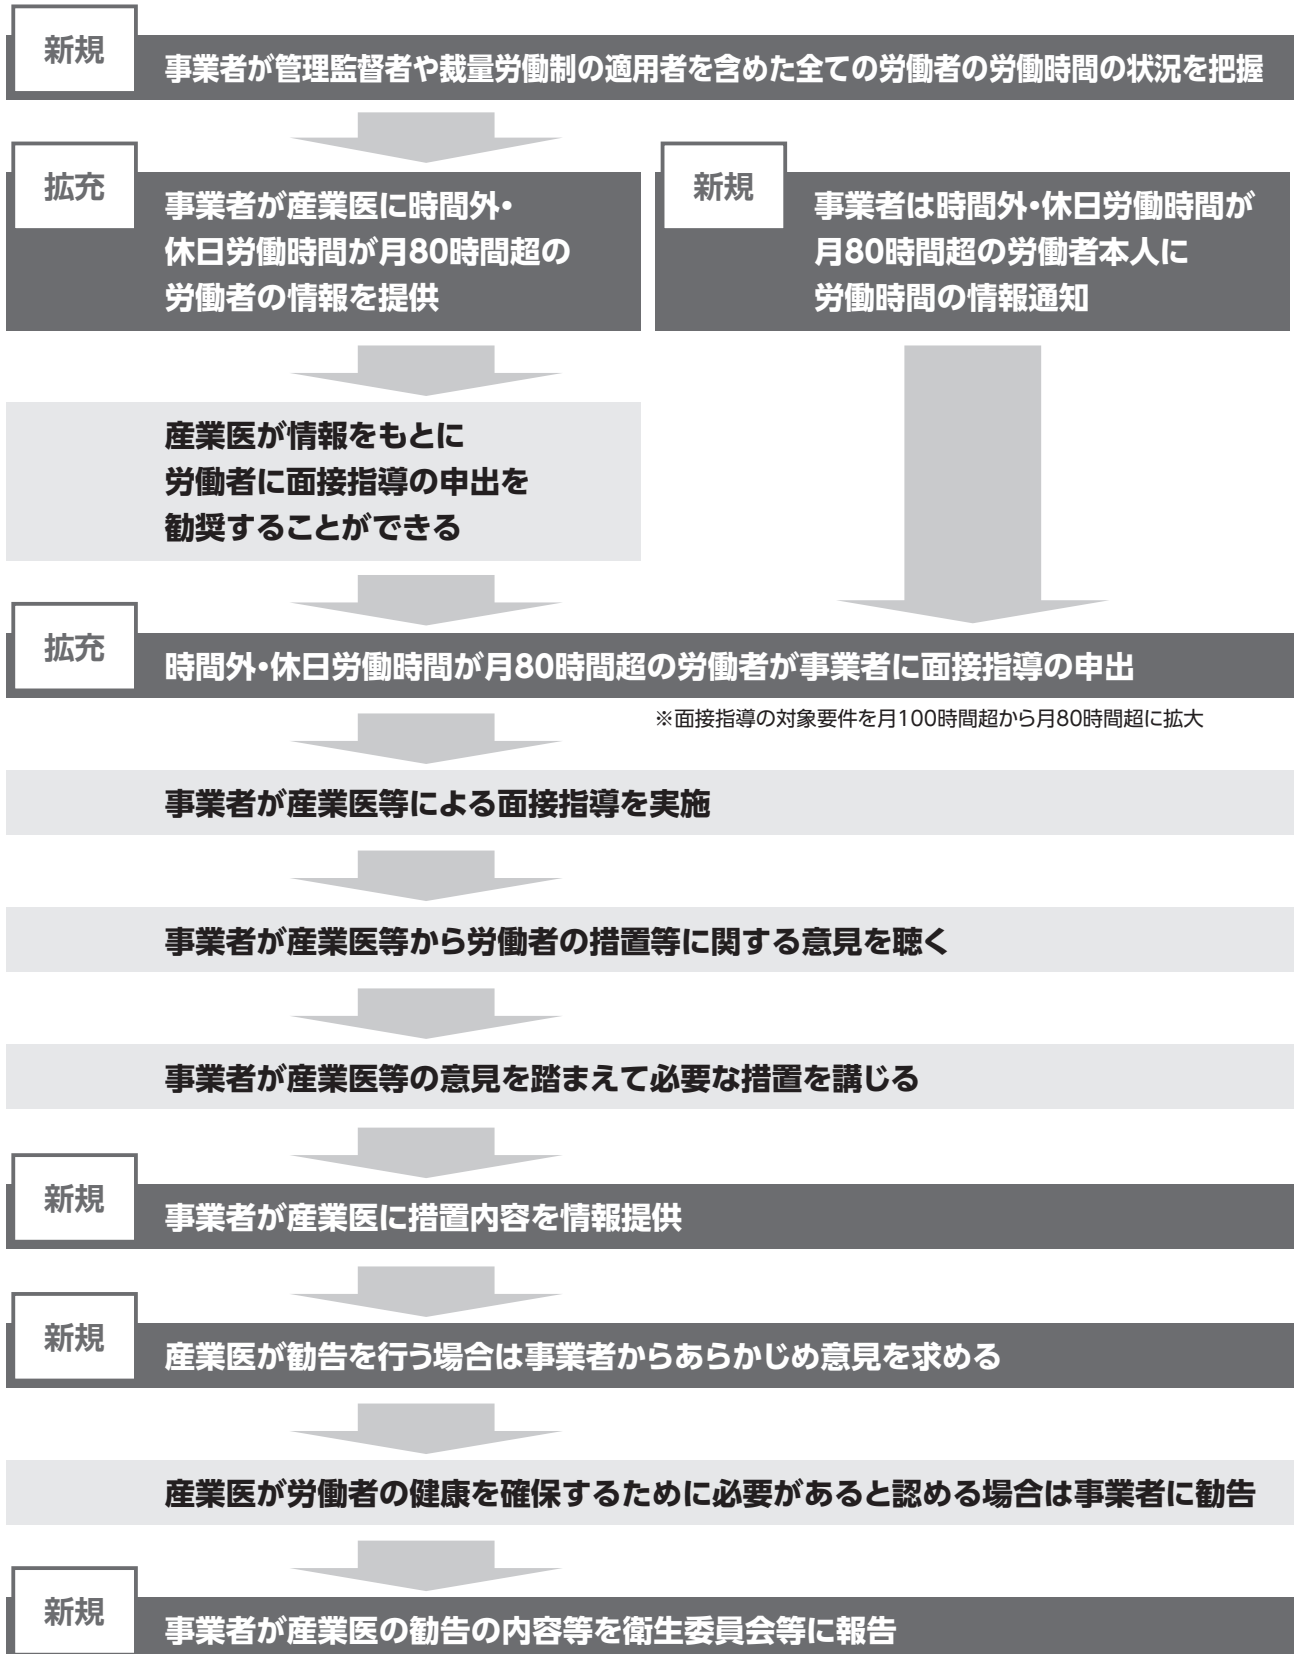 新規
事業者が管理監督者や裁量労働制の適用者を含めた全ての労働者の労働時間の状況を把握
拡充
事業者が産業医に時間外・
休日労働時間が月80時間超の
労働者の情報を提供
新規
事業者は時間外・休日労働時間が
月80時間超の労働者本人に
労働時間の情報通知
産業医が情報をもとに
労働者に面接指導の申出を
勧奨することができる
拡充
時間外・休日労働時間が月80時間超の労働者が事業者に面接指導の申出
※面接指導の対象要件を月100時間超から月80時間超に拡大
事業者が産業医等による面接指導を実施
事業者が産業医等から労働者の措置等に関する意見を聴く
事業者が産業医等の意見を踏まえて必要な措置を講じる
新規
事業者が産業医に措置内容を情報提供
新規
産業医が勧告を行う場合は事業者からあらかじめ意見を求める
産業医が労働者の健康を確保するために必要があると認める場合は事業者に勧告
新規
事業者が産業医の勧告の内容等を衛生委員会等に報告